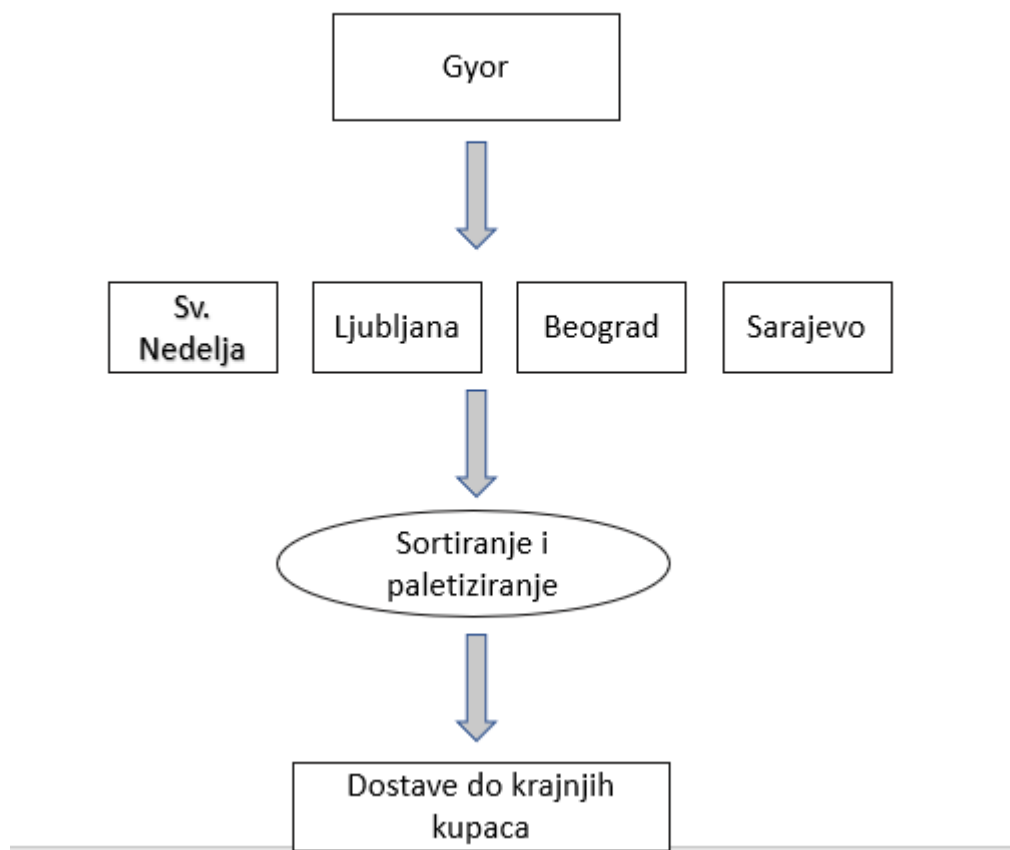 Gyor
Sv.
Nedelja
Ljubljana
Beograd
Sarajevo
Sortiranje i
paletiziranje
Dostave do krajnjih
kupaca